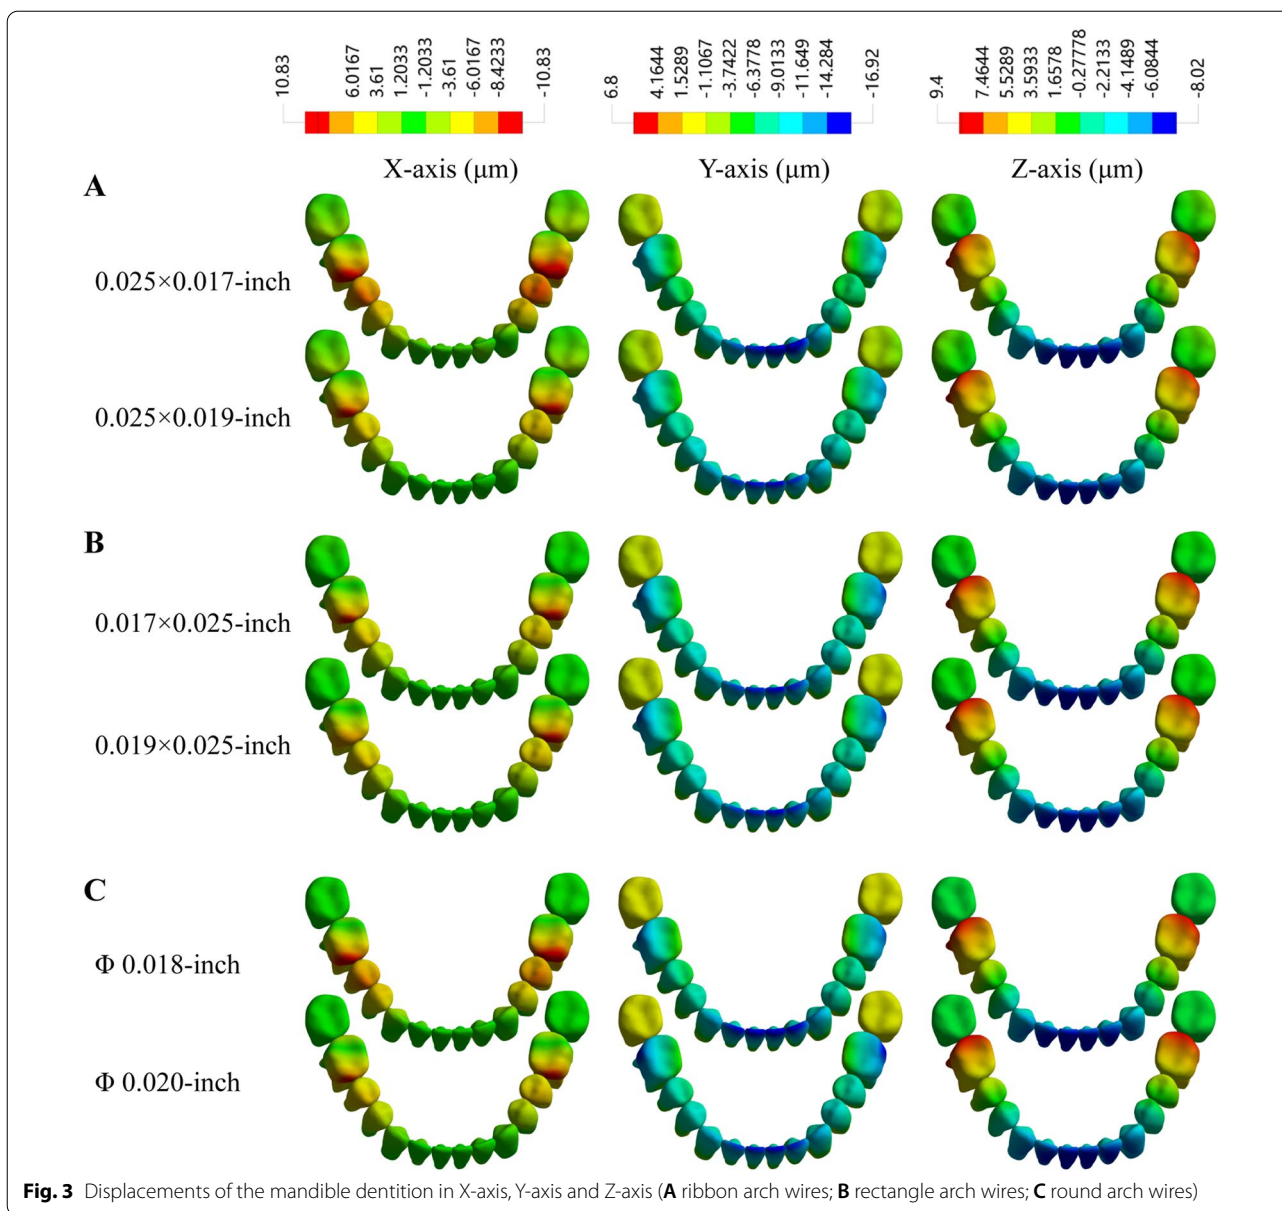 10.83 6.0167 3.61 1.2033 -1.2033 -3.61 -6.0167 -8.4233 -10.83
6.8 4.1644 1.5289 -1.1067 -3.7422 -6.3778 -9.0133 -11.649 -14.284 -16.92
9.4 7.4644 5.5289 3.5933 1.6578 -0.27778 -2.2133 -4.1489 -6.0844 -8.02
X-axis (μm) Y-axis (μm) Z-axis (μm)
A
0.025×0.017-inch
0.025×0.019-inch
B
0.017×0.025-inch
0.019×0.025-inch
C
Φ 0.018-inch
Φ 0.020-inch
Fig. 3 Displacements of the mandible dentition in X-axis, Y-axis and Z-axis (A ribbon arch wires; B rectangle arch wires; C round arch wires)